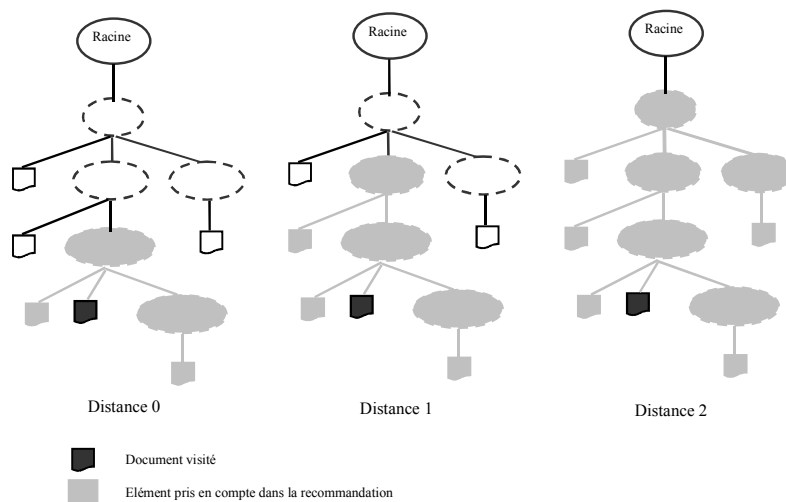 Racine
Racine
Racine
Distance 0
Distance 1
Distance 2
Document visité
Elément pris en compte dans la recommandation